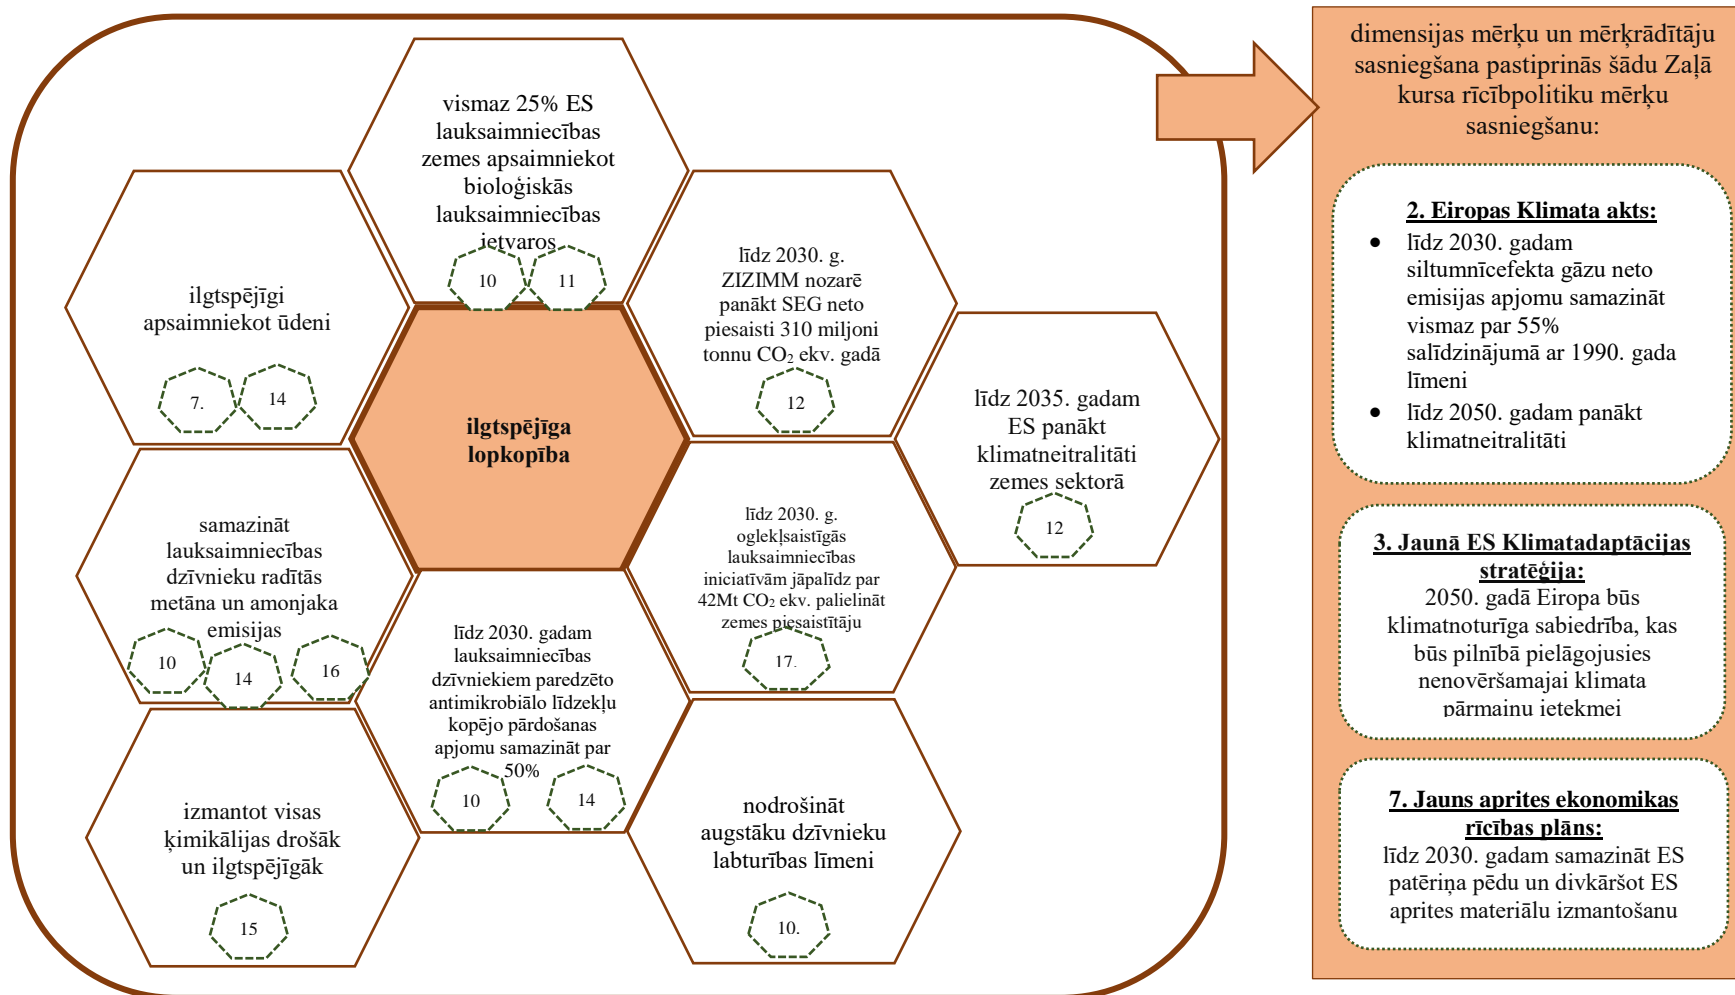 vismaz 25% ES
lauksaimniecības
zemes apsaimniekot
bioloģiskās
lauksaimniecības
ietvaros
10
11
ilgtspējīgi
apsaimniekot ūdeni
7.
14
līdz 2030. g.
ZIZIMM nozarē
panākt SEG neto
piesaisti 310 miljoni
tonnu CO₂ ekv. gadā
12
līdz 2035. gadam
ES panākt
klimatneitralitāti
zemes sektorā
12
ilgtspējīga
lopkopība
samazināt
lauksaimniecības
dzīvnieku radītās
metāna un amonjaka
emisijas
10
14
16
līdz 2030. g.
oglekļsaistīgās
lauksaimniecības
iniciatīvām jāpalīdz par
42Mt CO₂ ekv. palielināt
zemes piesaistītāju
17.
līdz 2030. gadam
lauksaimniecības
dzīvniekiem paredzēto
antimikrobiālo līdzekļu
kopējo pārdošanas
apjomu samazināt par
50%
10
14
izmantot visas
ķimikālijas drošāk
un ilgtspējīgāk
15
nodrošināt
augstāku dzīvnieku
labturības līmeni
10.
dimensijas mērķu un mērķrādītāju
sasniegšana pastiprinās šādu Zaļā
kursa rīcībpolitiku mērķu
sasniegšanu:
2. Eiropas Klimata akts:
• līdz 2030. gadam
siltumnīcefekta gāzu neto
emisijas apjomu samazināt
vismaz par 55%
salīdzinājumā ar 1990. gada
līmeni
• līdz 2050. gadam panākt
klimatneitralitāti
3. Jaunā ES Klimatadaptācijas
stratēģija:
2050. gadā Eiropa būs
klimatnoturīga sabiedrība, kas
būs pilnībā pielāgojusies
nenovēršamajai klimata
pārmaiņu ietekmei
7. Jauns aprites ekonomikas
rīcības plāns:
līdz 2030. gadam samazināt ES
patēriņa pēdu un divkāršot ES
aprites materiālu izmantošanu